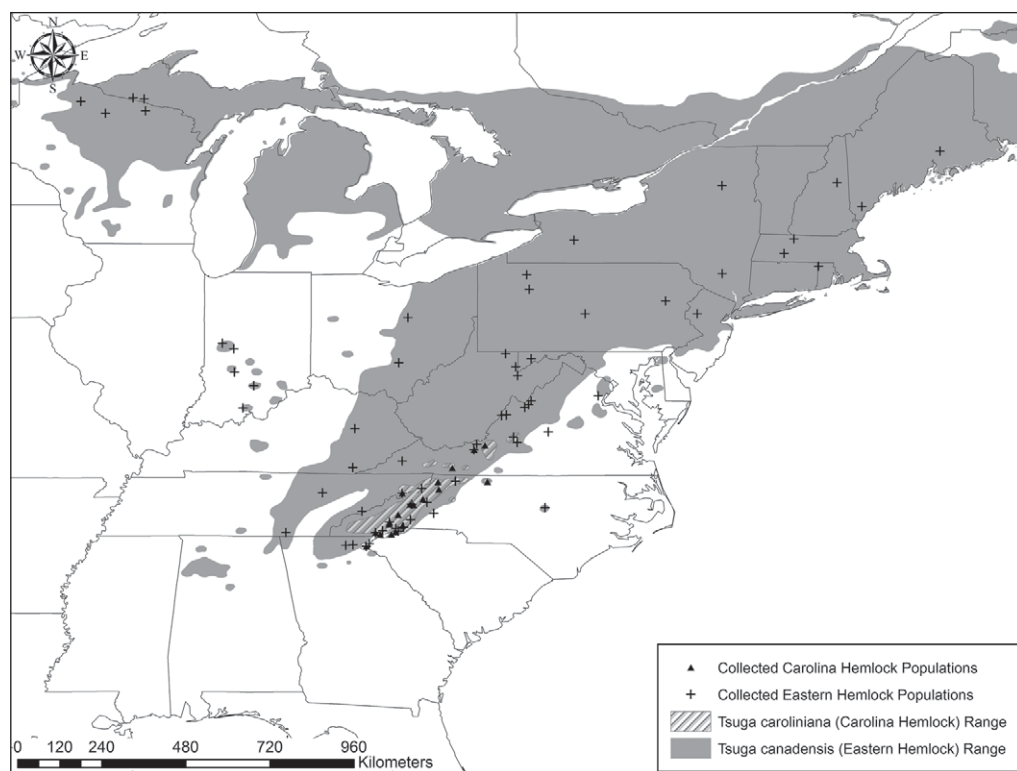 N
W E
S
Collected Carolina Hemlock Populations
Collected Eastern Hemlock Populations
Tsuga caroliniana (Carolina Hemlock) Range
Tsuga canadensis (Eastern Hemlock) Range
0 120 240 480 720 960
Kilometers